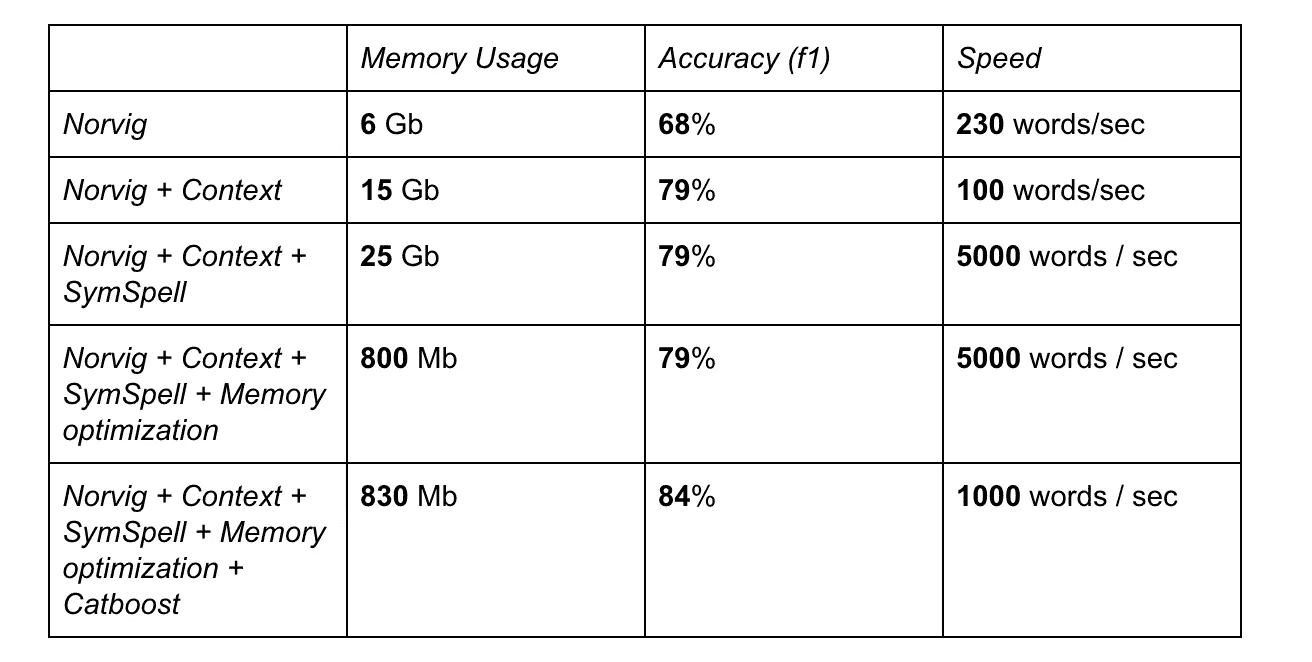 Memory Usage Accuracy (f1) Speed
Norvig 6 Gb 68% 230 words/sec
Norvig + Context 15 Gb 79% 100 words/sec
Norvig + Context + 25 Gb 79% 5000 words / sec
SymSpell
Norvig + Context + 800 Mb 79% 5000 words / sec
SymSpell + Memory
optimization
Norvig + Context + 830 Mb 84% 1000 words / sec
SymSpell + Memory
optimization +
Catboost